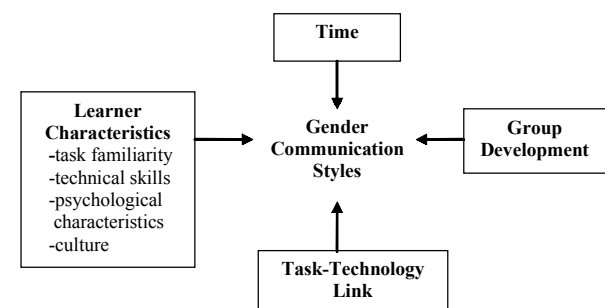 Time
Learner
Characteristics
-task familiarity
-technical skills
-psychological
characteristics
-culture
Gender
Communication
Styles
Group
Development
Task-Technology
Link